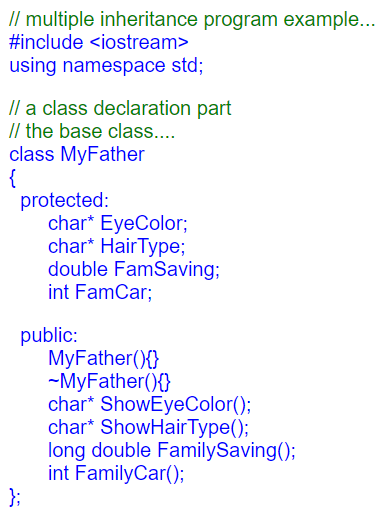 // multiple inheritance program example...
#include <iostream>
using namespace std;

// a class declaration part
// the base class....
class MyFather
{
  protected:
       char* EyeColor;
       char* HairType;
       double FamSaving;
       int FamCar;

  public:
       MyFather(){}
       ~MyFather(){}
       char* ShowEyeColor();
       char* ShowHairType();
       long double FamilySaving();
       int FamilyCar();
};